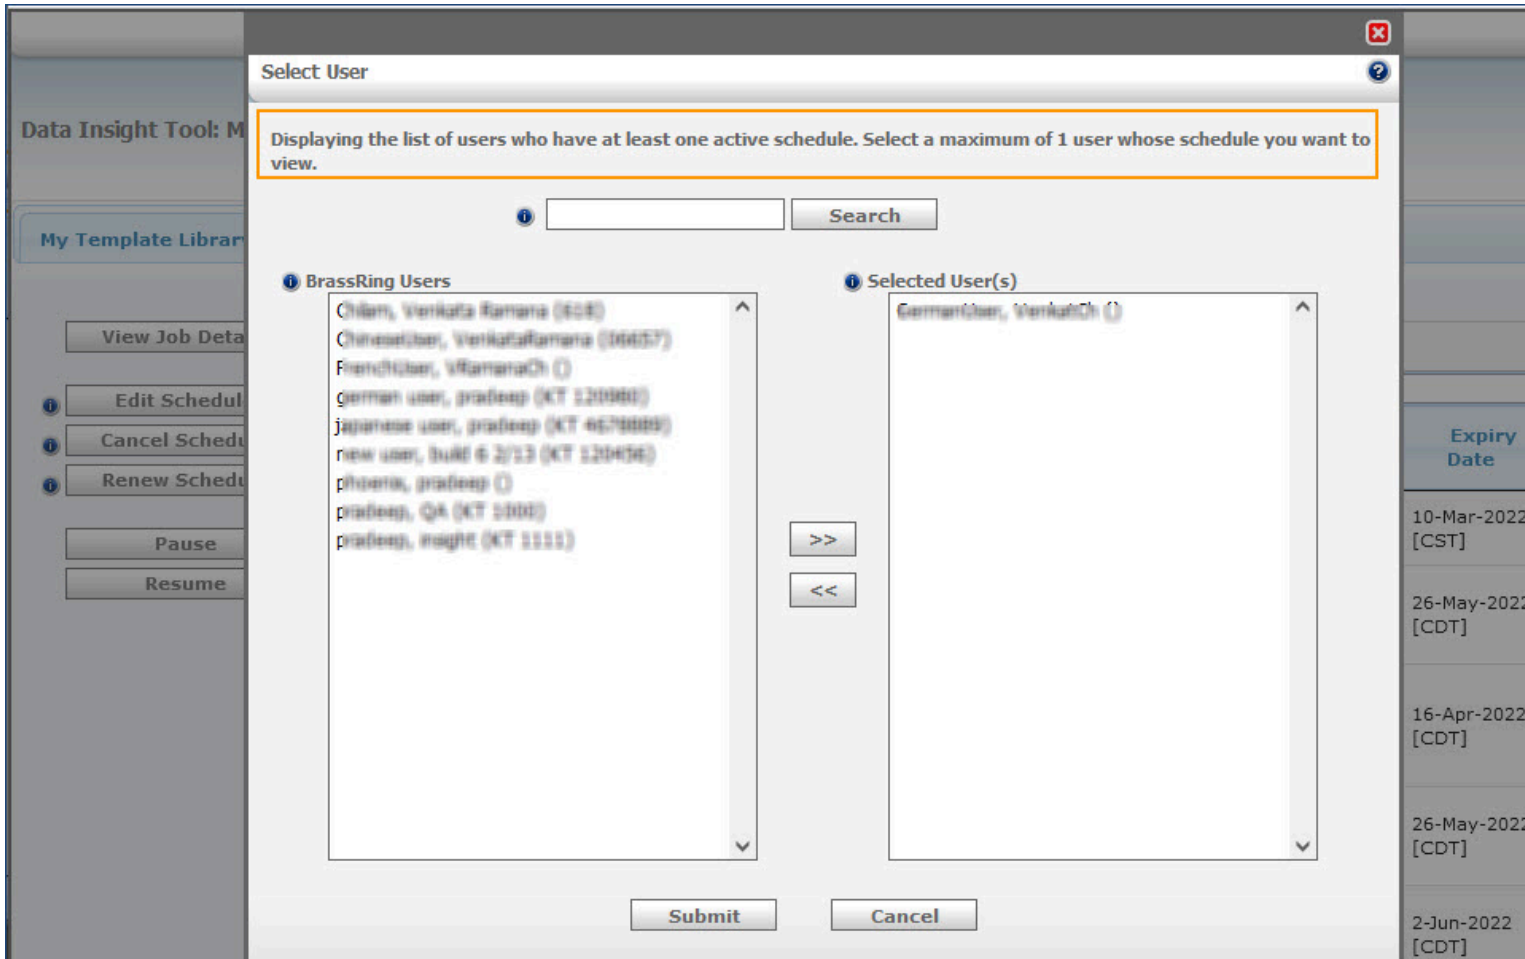 Select User
Data Insight Tool: M
Displaying the list of users who have at least one active schedule. Select a maximum of 1 user whose schedule you want to
view.
Search
My Template Librar
BrassRing Users
Selected User(s)
View Job Deta
Edit Schedul
Cancel Schedu
Renew Schedu
Pause
Resume
>>
<<
Expiry
Date
10-Mar-2022
[CST]
26-May-2022
[CDT]
16-Apr-2022
[CDT]
26-May-2022
[CDT]
2-Jun-2022
[CDT]
Submit
Cancel